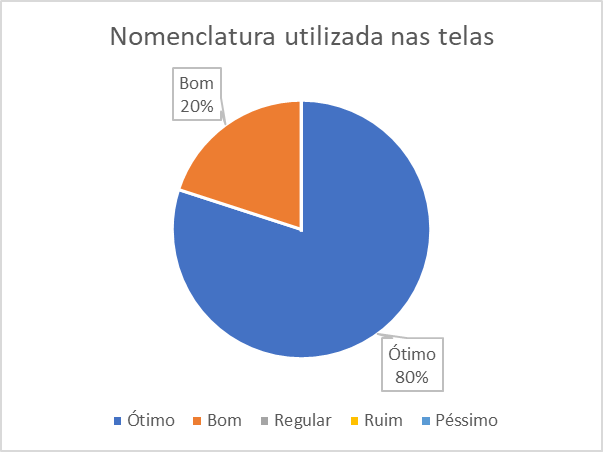 Nomenclatura utilizada nas telas
Bom
20%
Ótimo
80%
Ótimo Bom Regular Ruim Péssimo